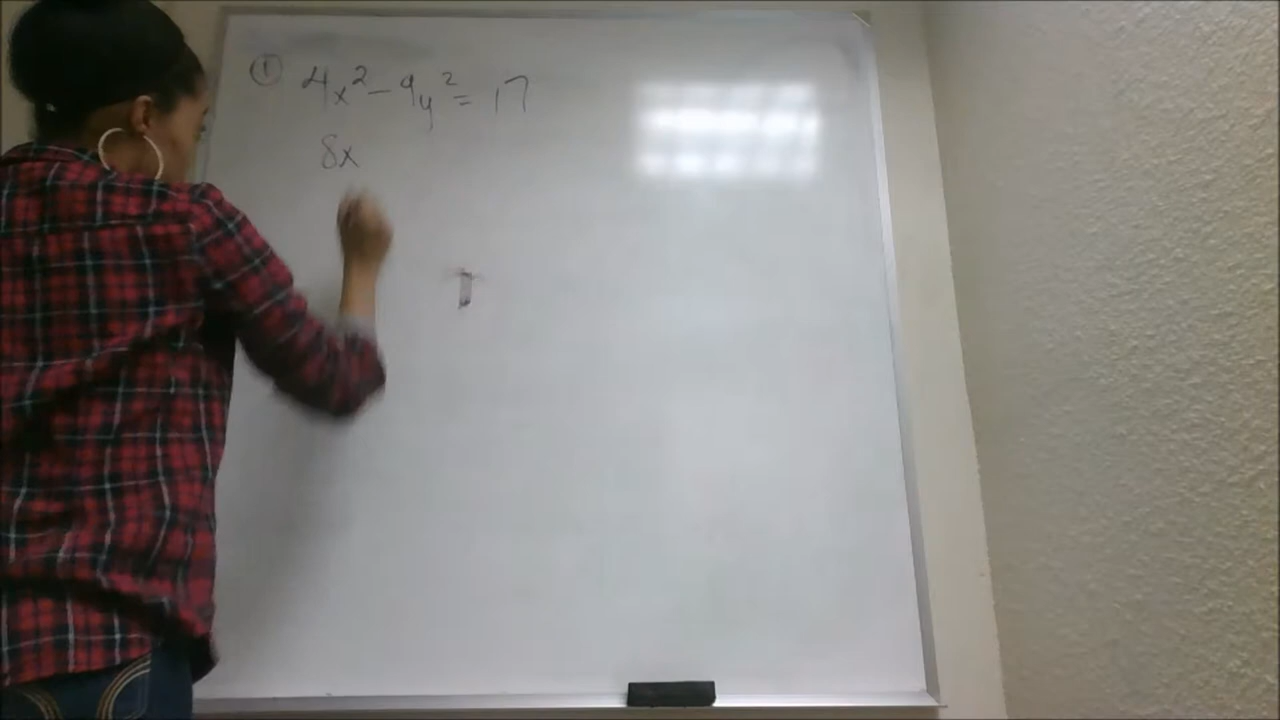 ① 4x² - 9y² = 17
8x